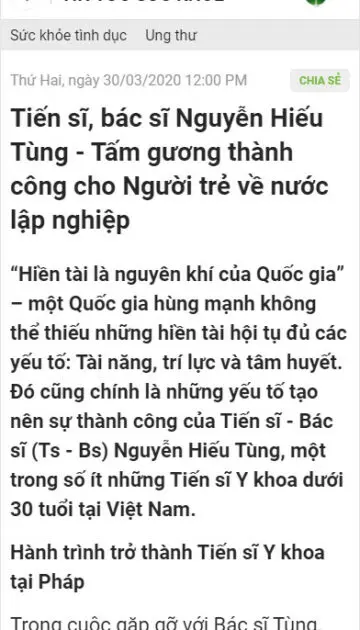 Sức khỏe tình dục Ung thư
Thứ Hai, ngày 30/03/2020 12:00 PM CHIA SẺ
Tiến sĩ, bác sĩ Nguyễn Hiếu
Tùng - Tấm gương thành
công cho Người trẻ về nước
lập nghiệp
“Hiền tài là nguyên khí của Quốc gia”
– một Quốc gia hùng mạnh không
thể thiếu những hiền tài hội tụ đủ các
yếu tố: Tài năng, trí lực và tâm huyết.
Đó cũng chính là những yếu tố tạo
nên sự thành công của Tiến sĩ - Bác
sĩ (Ts - Bs) Nguyễn Hiếu Tùng, một
trong số ít những Tiến sĩ Y khoa dưới
30 tuổi tại Việt Nam.
Hành trình trở thành Tiến sĩ Y khoa
tại Pháp
Trong cuộc gặp gỡ với Bác sĩ Tùng,